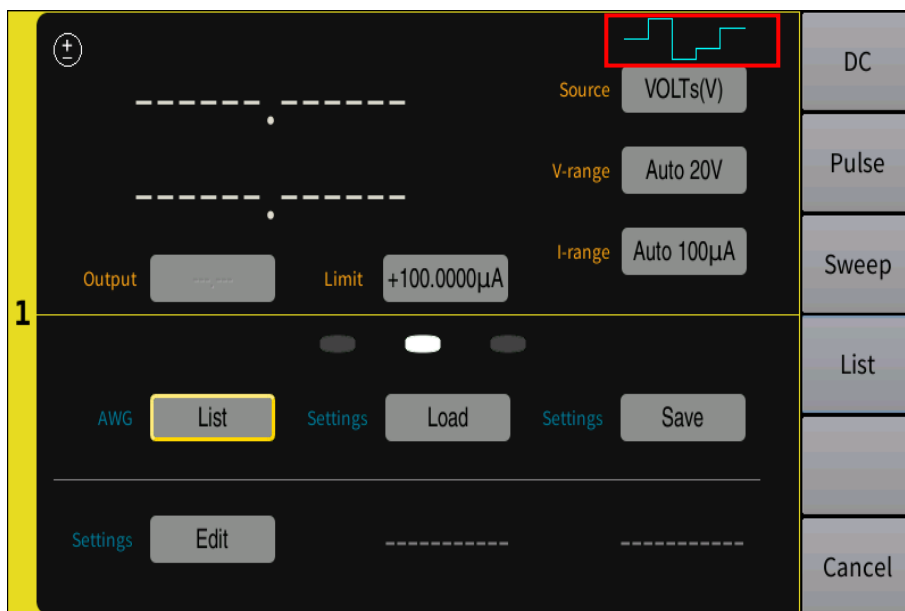 DC
Source VOLTs(V)
Pulse
V-range Auto 20V
I-range Auto 100µA
Sweep
Output ---.--- Limit +100.0000µA
1
List
AWG List Settings Load Settings Save
Settings Edit
Cancel